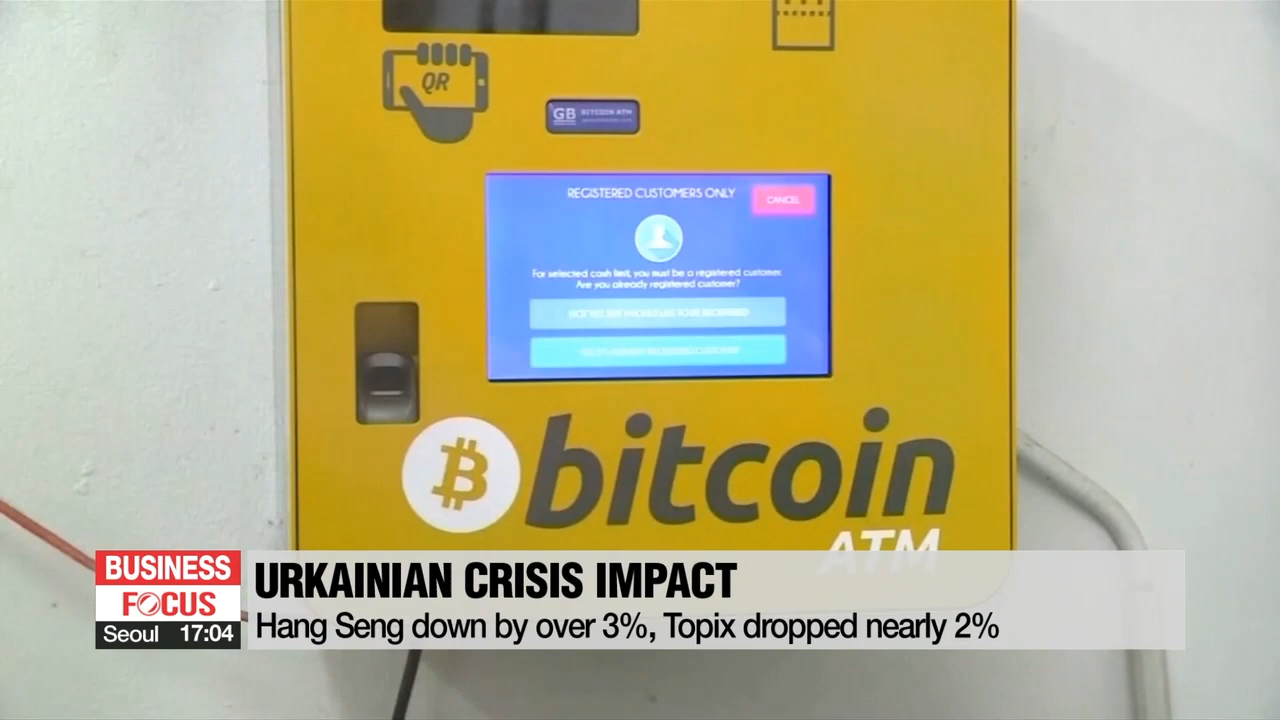 QR
GB BITCOIN ATM
REGISTERED CUSTOMERS ONLY
CANCEL
For selected cash limit, you must be a registered customer.
Are you already registered customer?
bitcoin
ATM
BUSINESS
FOCUS
Seoul 17:04
URKAINIAN CRISIS IMPACT
Hang Seng down by over 3%, Topix dropped nearly 2%